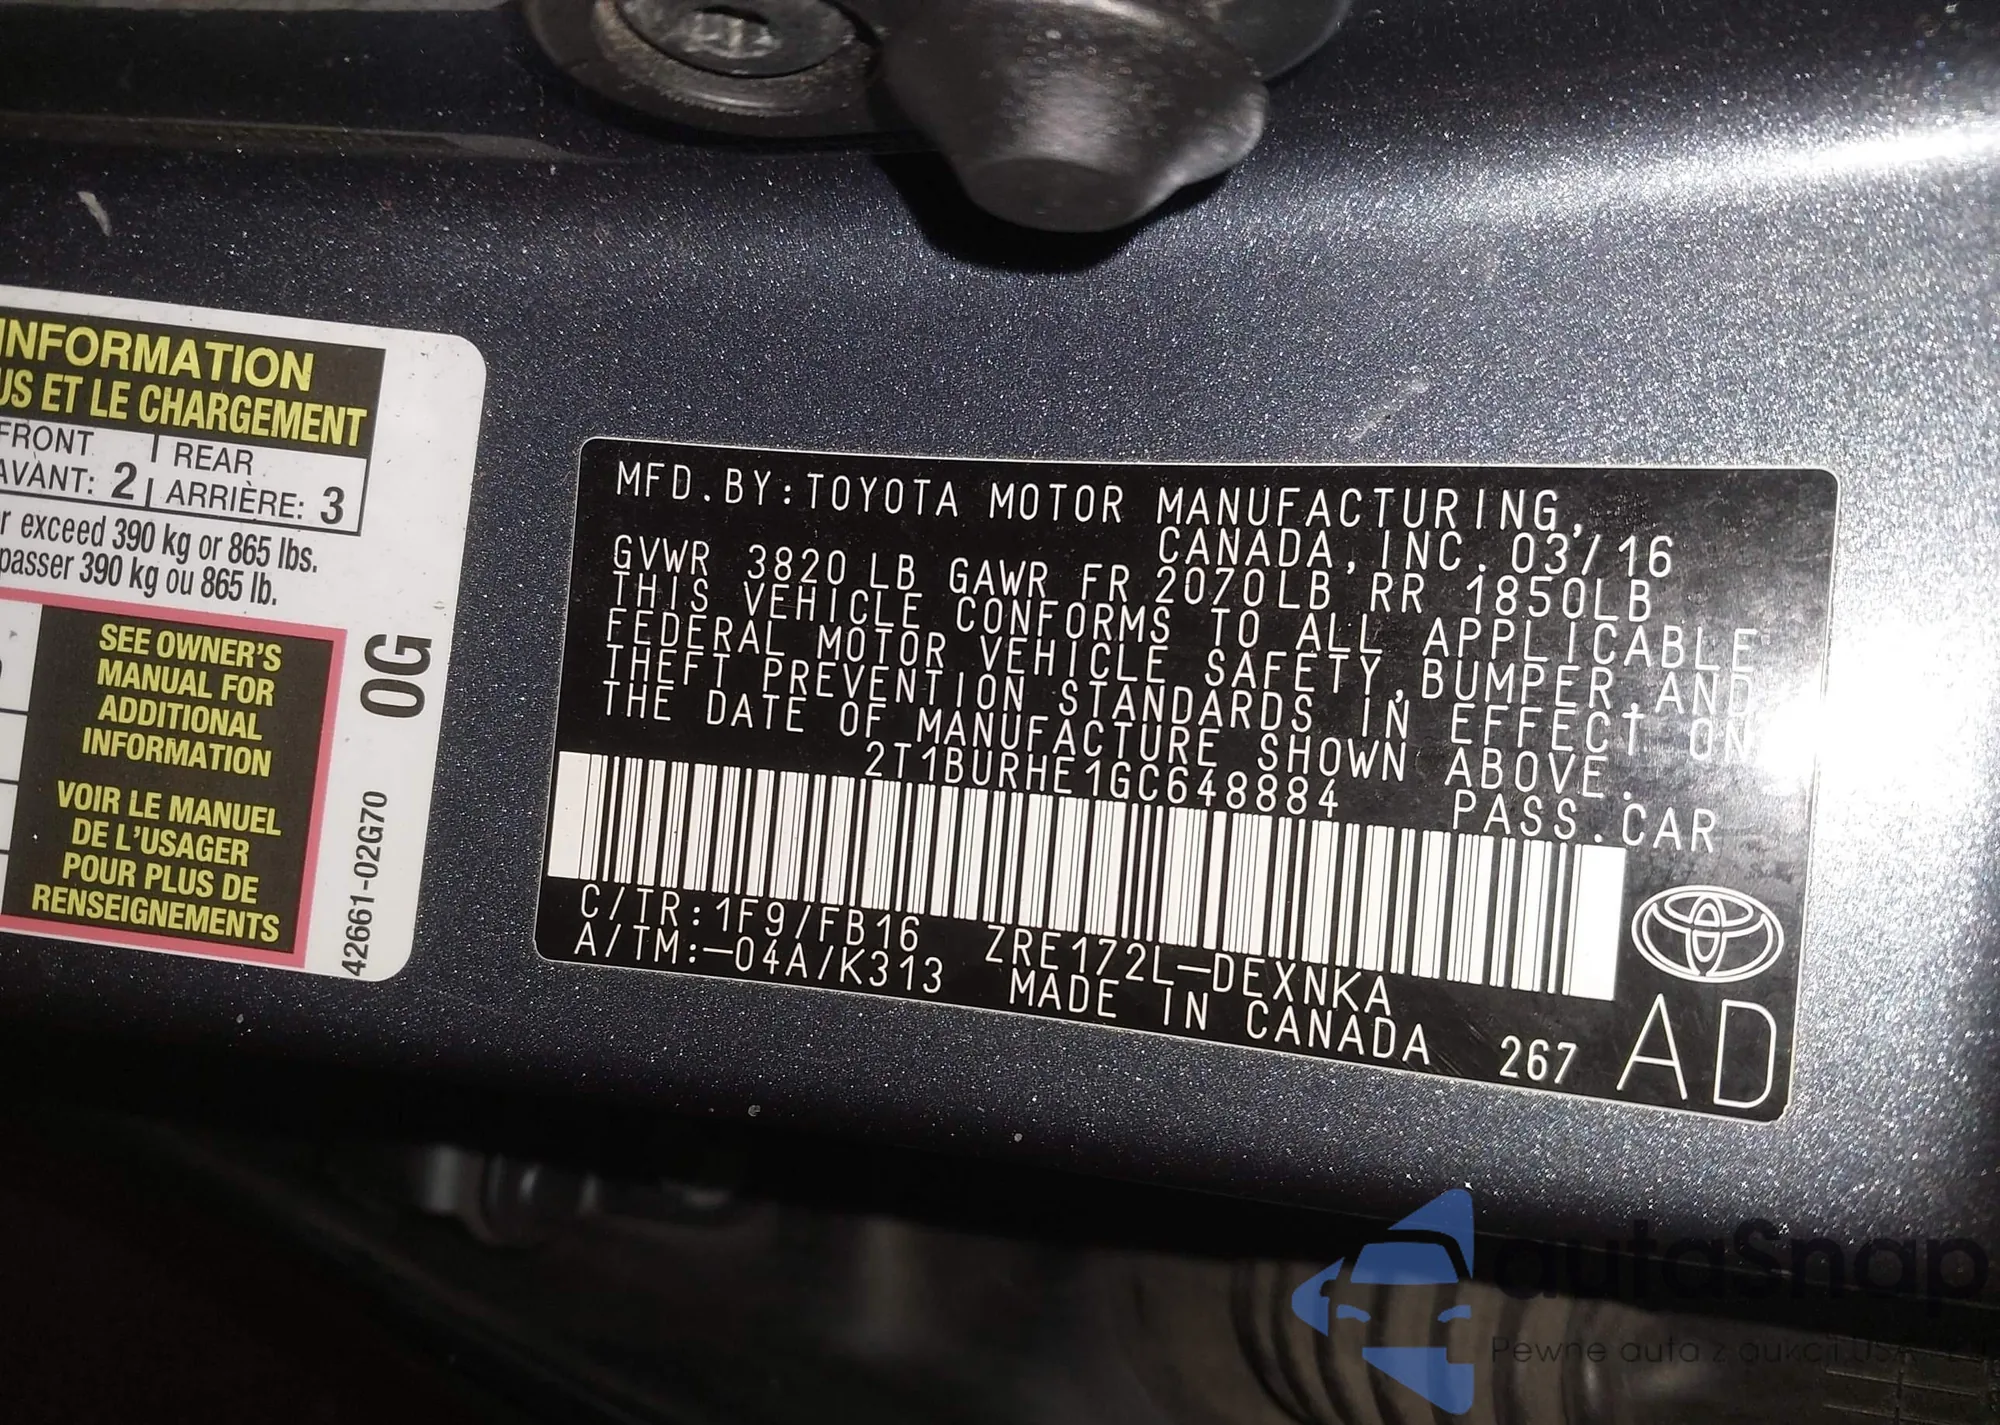 INFORMATION
US ET LE CHARGEMENT
FRONT | REAR
AVANT: 2 | ARRIÈRE: 3
r exceed 390 kg or 865 lbs.
passer 390 kg ou 865 lb.
SEE OWNER'S
MANUAL FOR
ADDITIONAL
INFORMATION
VOIR LE MANUEL
DE L'USAGER
POUR PLUS DE
RENSEIGNEMENTS
0G
42661-02G70
MFD.BY:TOYOTA MOTOR MANUFACTURING,
CANADA, INC. 03/16
GVWR 3820 LB GAWR FR 2070LB RR 1850LB
THIS VEHICLE CONFORMS TO ALL APPLICABLE
FEDERAL MOTOR VEHICLE SAFETY,BUMPER,AND
THEFT PREVENTION STANDARDS IN EFFECT ON
THE DATE OF MANUFACTURE SHOWN ABOVE.
2T1BURHE1GC648884 PASS.CAR
C/TR:1F9/FB16 ZRE172L-DEXNKA
A/TM:-04A/K313 MADE IN CANADA 267
AD
autaSnap
Pewne auta z aukcji